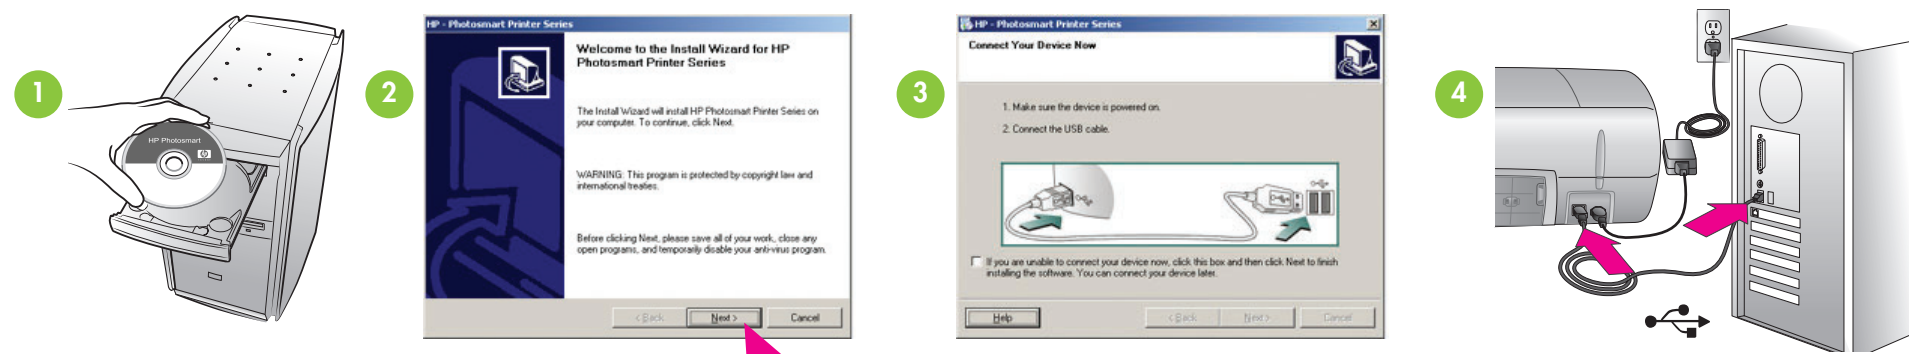 1
HP Photosmart
hp
2
HP - Photosmart Printer Series
Welcome to the Install Wizard for HP
Photosmart Printer Series
The Install Wizard will install HP Photosmart Printer Series on
your computer. To continue, click Next.
WARNING: This program is protected by copyright law and
international treaties.
Before clicking Next, please save all of your work, close any
open programs, and temporarily disable your anti-virus program.
< Back
Next >
Cancel
3
HP - Photosmart Printer Series
Connect Your Device Now
1. Make sure the device is powered on.
2. Connect the USB cable.
If you are unable to connect your device now, click this box and then click Next to finish
installing the software. You can connect your device later.
Help
< Back
Next >
Cancel
4